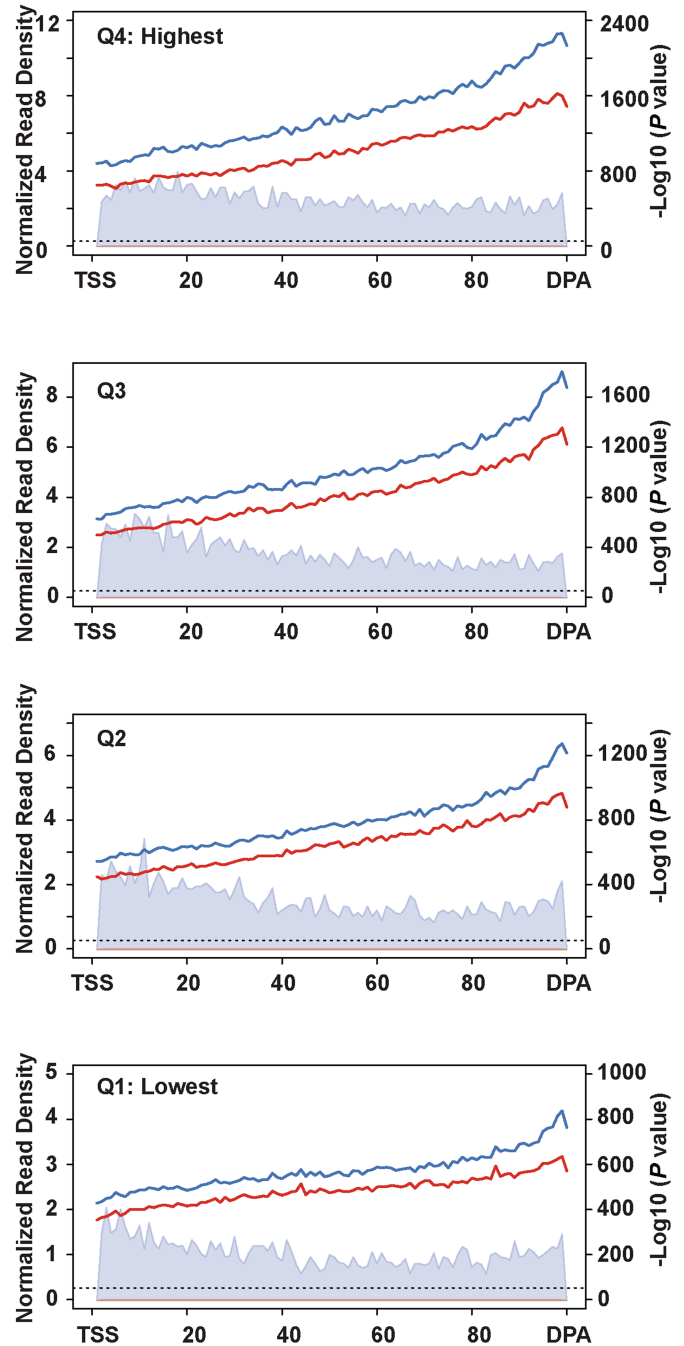 Q4: Highest
Normalized Read Density
12
8
4
0
2400
1600
800
0
-Log10 (P value)
TSS 20 40 60 80 DPA
Q3
Normalized Read Density
8
6
4
2
0
1600
1200
800
400
0
-Log10 (P value)
TSS 20 40 60 80 DPA
Q2
Normalized Read Density
6
4
2
0
1200
800
400
0
-Log10 (P value)
TSS 20 40 60 80 DPA
Q1: Lowest
Normalized Read Density
5
4
3
2
1
0
1000
800
600
400
200
0
-Log10 (P value)
TSS 20 40 60 80 DPA